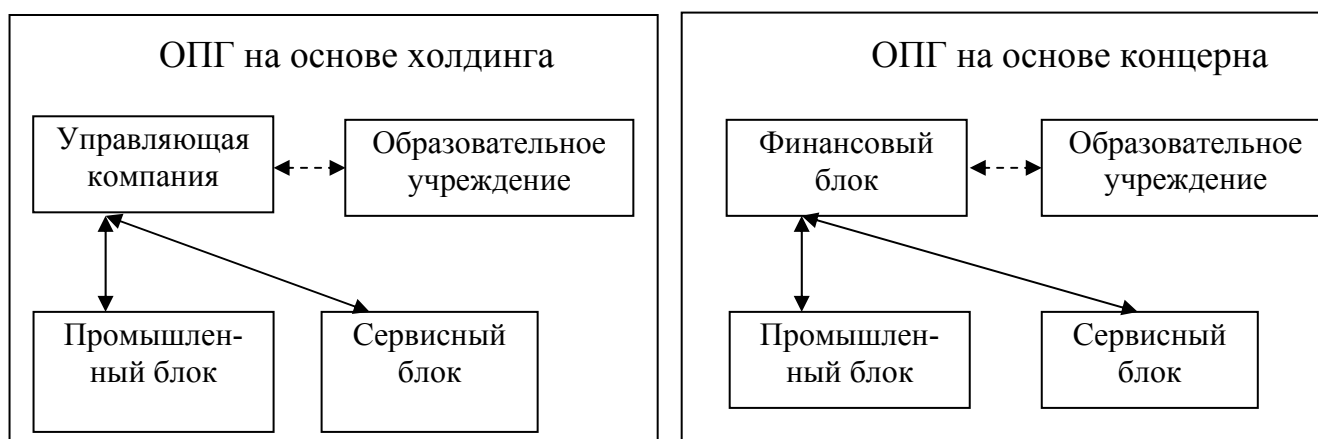 ОПГ на основе холдинга
Управляющая
компания
Образовательное
учреждение
Промышлен-
ный блок
Сервисный
блок
ОПГ на основе концерна
Финансовый
блок
Образовательное
учреждение
Промышлен-
ный блок
Сервисный
блок